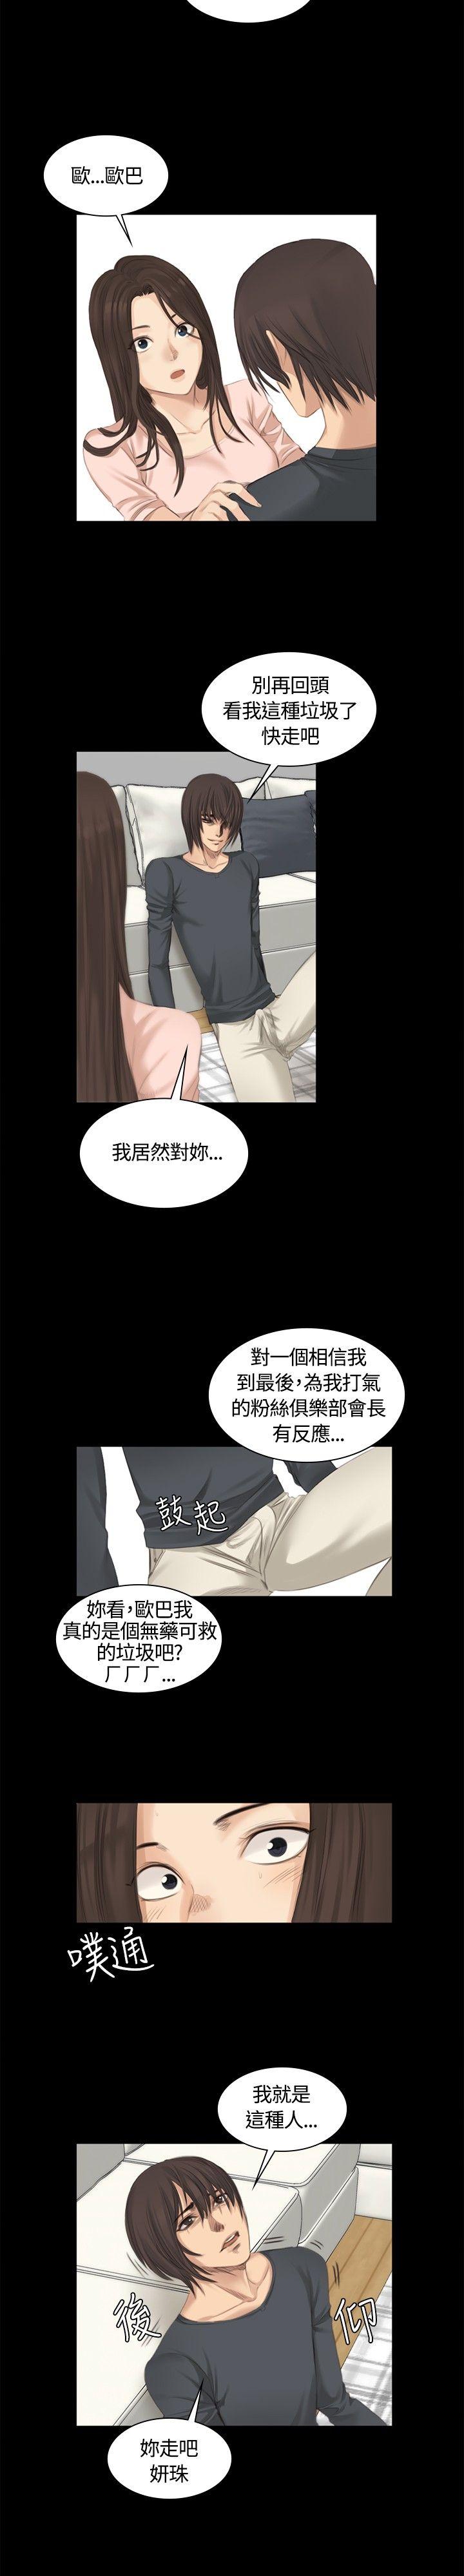 歐...歐巴
別再回頭
看我這種垃圾了
快走吧
我居然對妳...
對一個相信我
到最後，為我打氣
的粉絲俱樂部會長
有反應...
鼓起
妳看，歐巴我
真的是個無藥可救
的垃圾吧?
ㄏㄏㄏ...
噗通
我就是
這種人...
後仰
妳走吧
妍珠